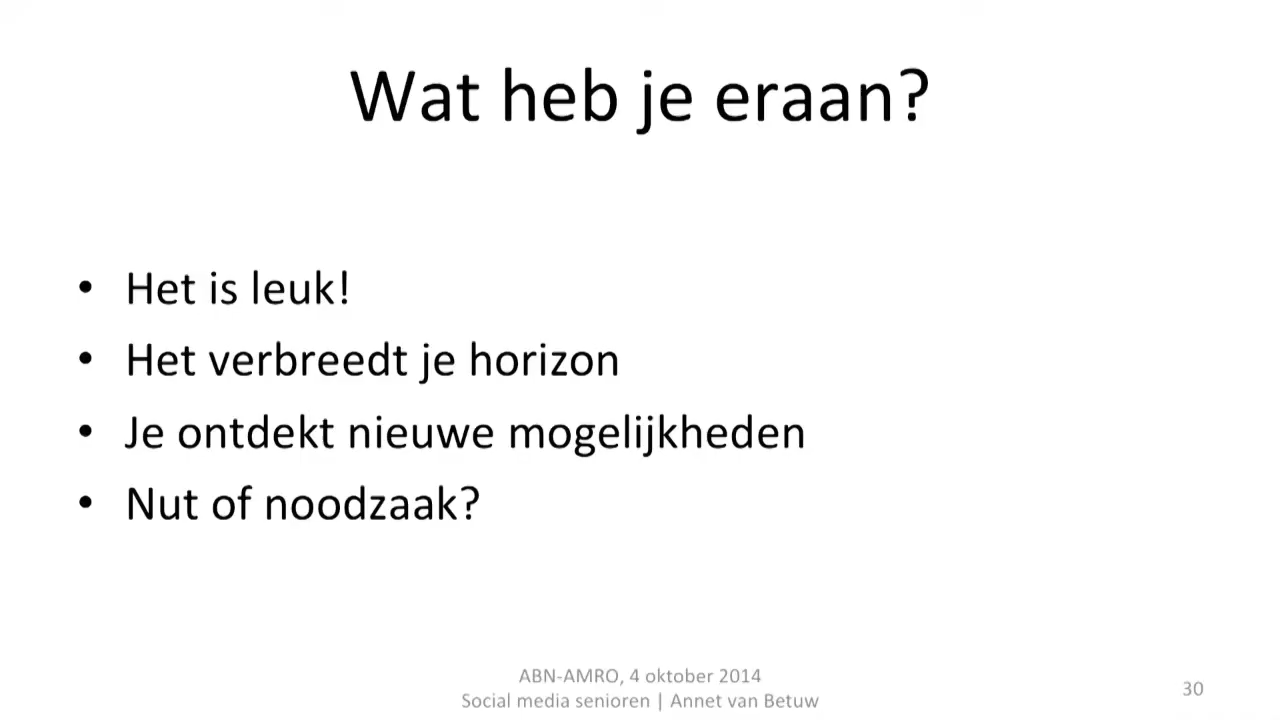 Wat heb je eraan?
• Het is leuk!
• Het verbreedt je horizon
• Je ontdekt nieuwe mogelijkheden
• Nut of noodzaak?
ABN-AMRO, 4 oktober 2014
Social media senioren | Annet van Betuw
30